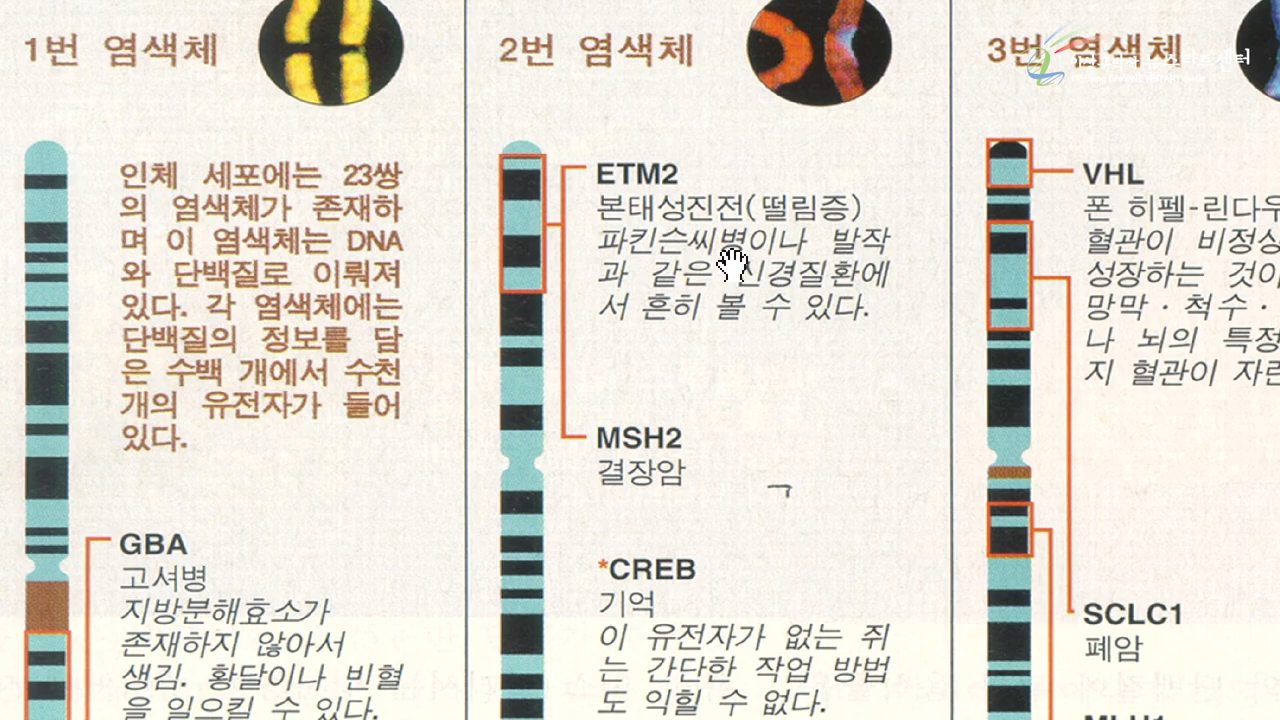 1번 염색체
인체 세포에는 23쌍
의 염색체가 존재하
며 이 염색체는 DNA
와 단백질로 이뤄져
있다. 각 염색체에는
단백질의 정보를 담
은 수백 개에서 수천
개의 유전자가 들어
있다.
GBA
고셔병
지방분해효소가
존재하지 않아서
생김. 황달이나 빈혈
을 일으킬 수 있다.
2번 염색체
ETM2
본태성진전(떨림증)
파킨슨씨병이나 발작
과 같은 신경질환에
서 흔히 볼 수 있다.
MSH2
결장암
ㄱ
*CREB
기억
이 유전자가 없는 쥐
는 간단한 작업 방법
도 익힐 수 없다.
3번 염색체
센터
VHL
폰 히펠-린다우
혈관이 비정상
성장하는 것이
망막·척수·
나 뇌의 특정
지 혈관이 자란
SCLC1
폐암
MLH1